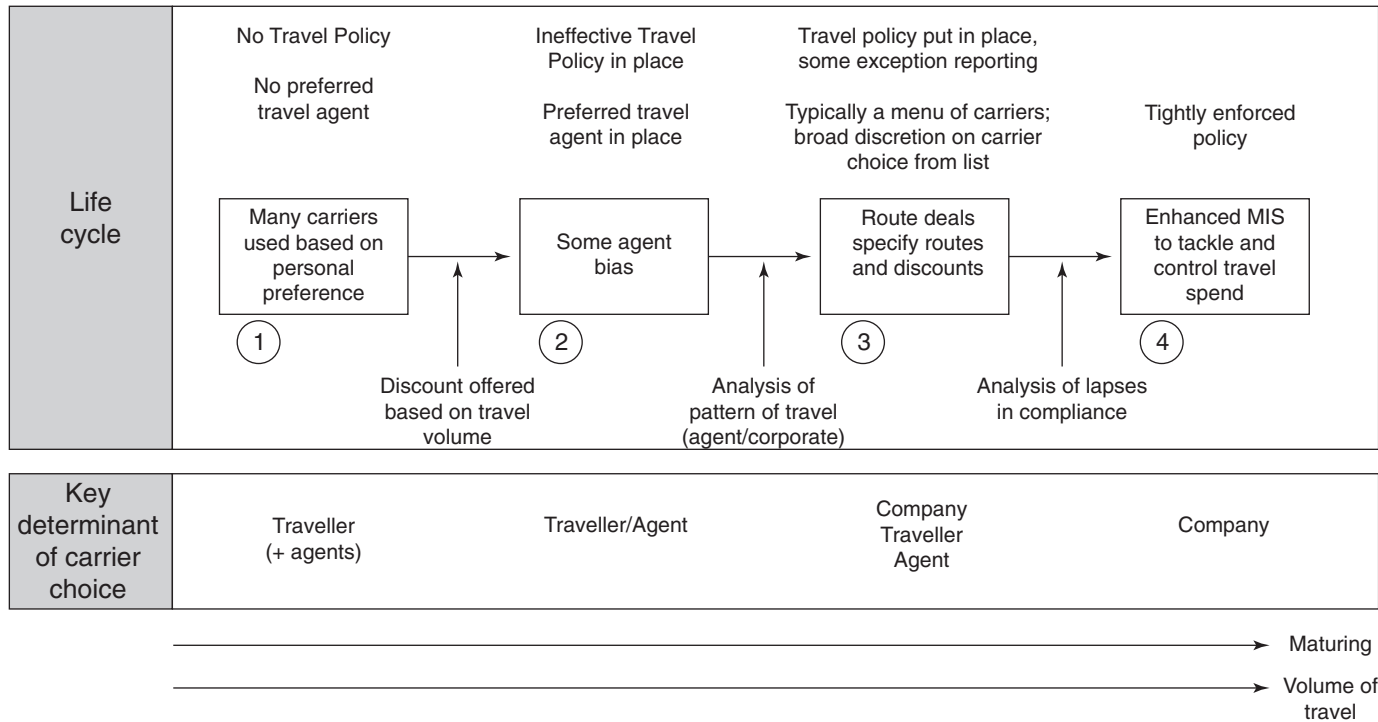 Life
cycle
No Travel Policy
No preferred
travel agent
Ineffective Travel
Policy in place
Preferred travel
agent in place
Travel policy put in place,
some exception reporting
Typically a menu of carriers;
broad discretion on carrier
choice from list
Tightly enforced
policy
Many carriers
used based on
personal
preference
Some agent
bias
Route deals
specify routes
and discounts
Enhanced MIS
to tackle and
control travel
spend
1
2
3
4
Discount offered
based on travel
volume
Analysis of
pattern of travel
(agent/corporate)
Analysis of lapses
in compliance
Key
determinant
of carrier
choice
Traveller
(+ agents)
Traveller/Agent
Company
Traveller
Agent
Company
Maturing
Volume of
travel